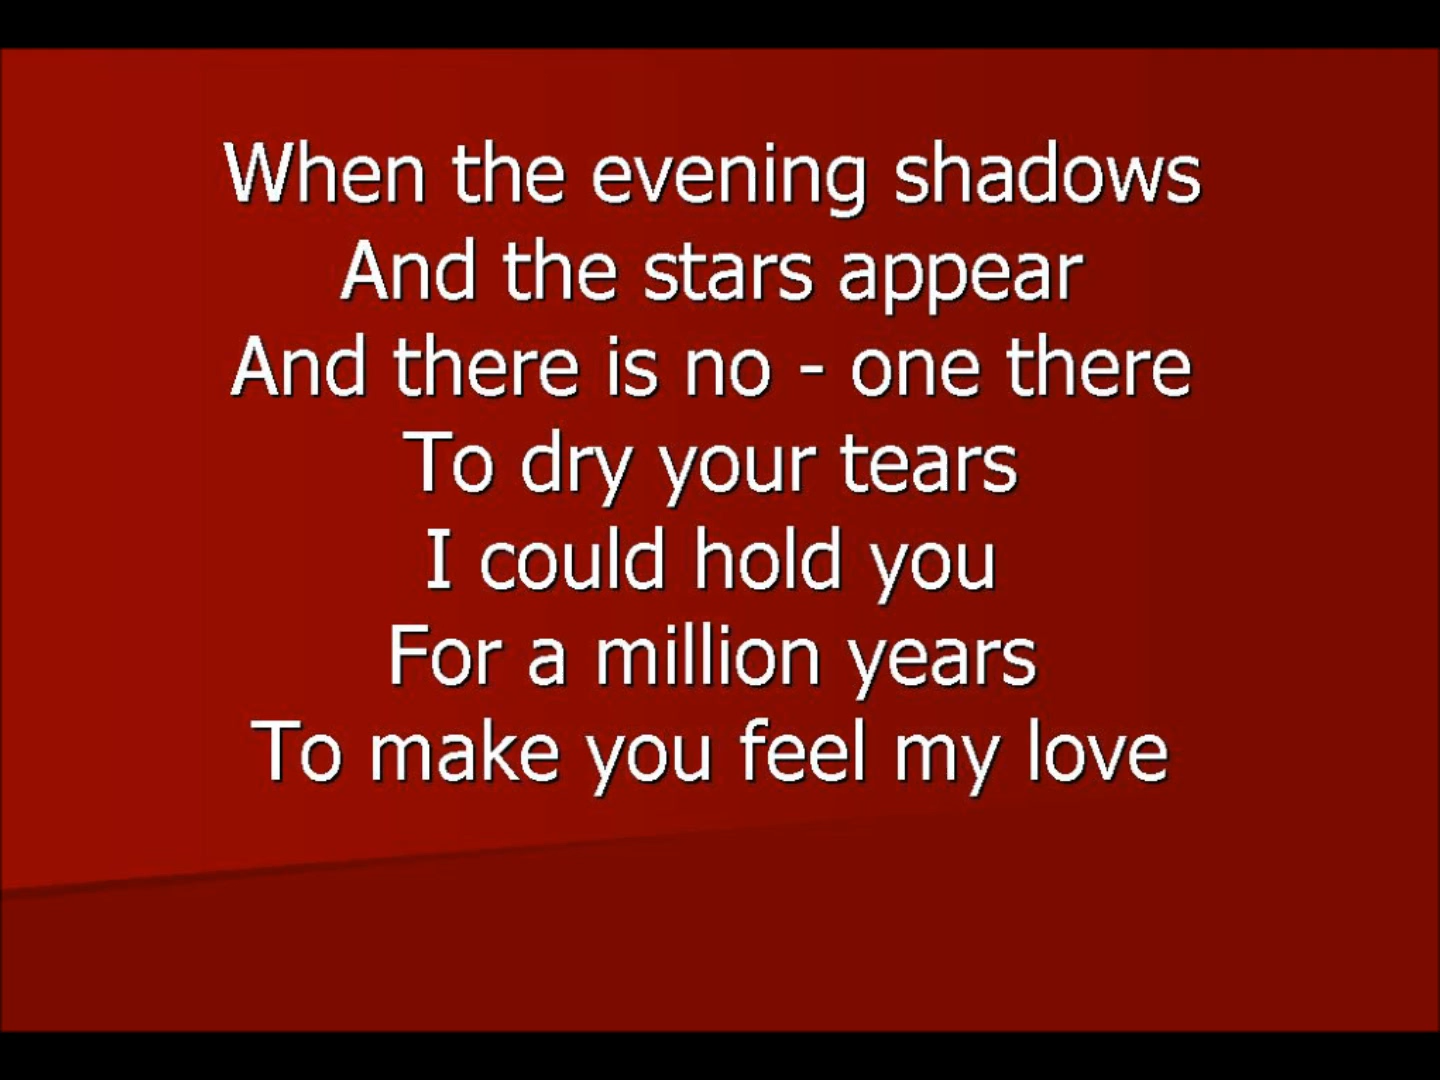 When the evening shadows
And the stars appear
And there is no - one there
To dry your tears
I could hold you
For a million years
To make you feel my love